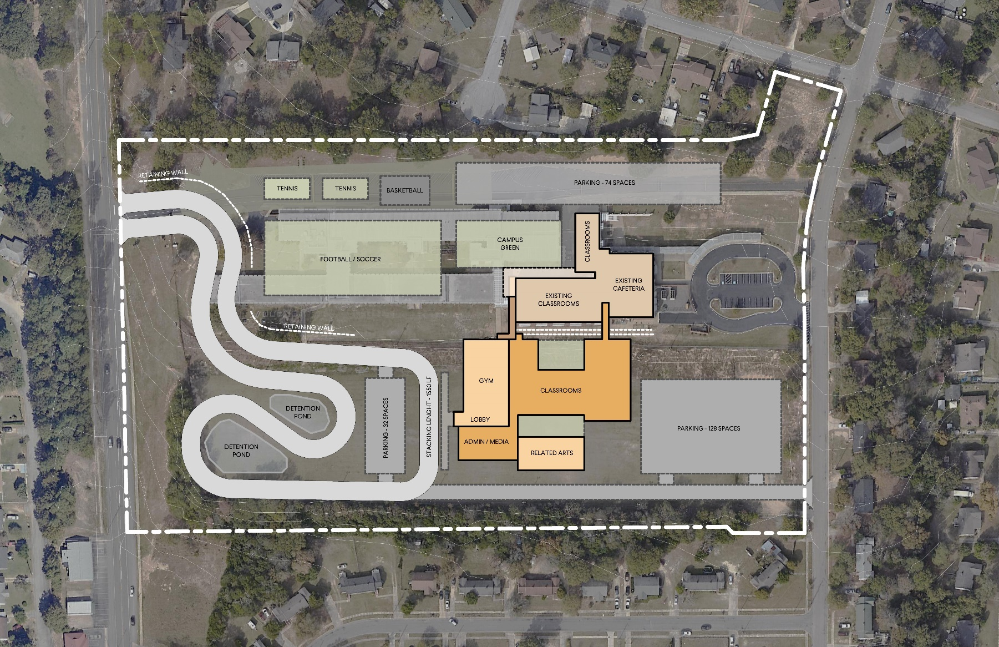 RETAINING WALL
TENNIS
TENNIS
BASKETBALL
PARKING - 74 SPACES
FOOTBALL / SOCCER
CAMPUS
GREEN
CLASSROOMS
EXISTING
CAFETERIA
EXISTING
CLASSROOMS
RETAINING WALL
GYM
CLASSROOMS
LOBBY
STACKING LENGHT - 1550 LF
PARKING - 32 SPACES
DETENTION
POND
DETENTION
POND
ADMIN / MEDIA
RELATED ARTS
PARKING - 128 SPACES